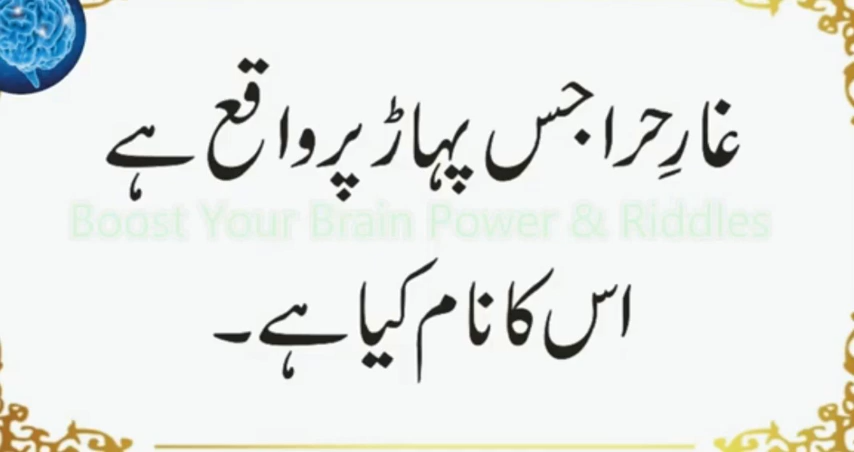 غارِحرا جس پہاڑ پر واقع ہے
Boost Your Brain Power & Riddles
اس کا نام کیا ہے۔